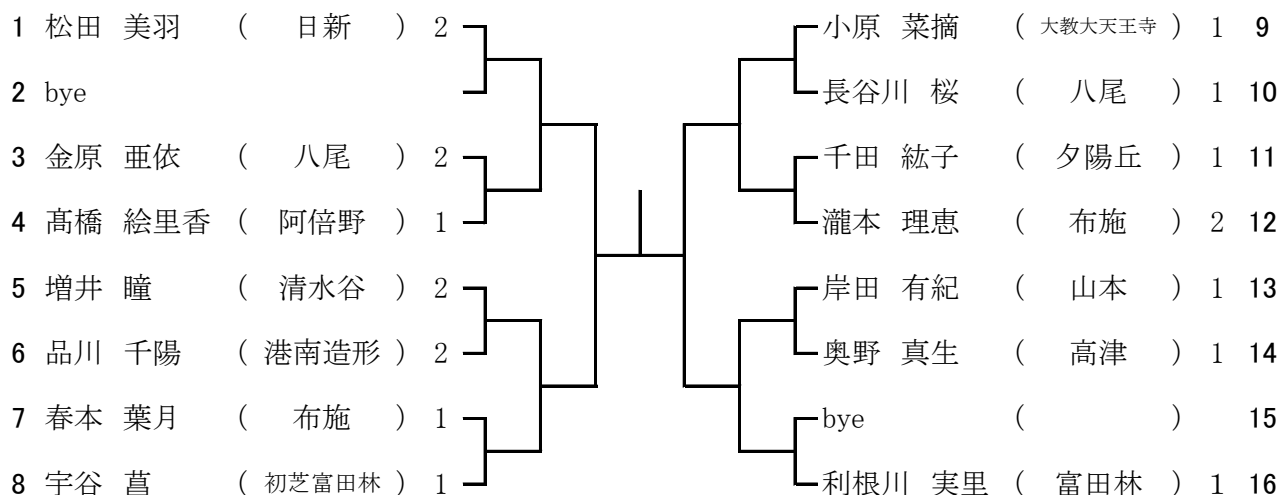 1 松田 美羽 ( 日新 ) 2
2 bye
3 金原 亜依 ( 八尾 ) 2
4 髙橋 絵里香 ( 阿倍野 ) 1
5 増井 瞳 ( 清水谷 ) 2
6 品川 千陽 ( 港南造形 ) 2
7 春本 葉月 ( 布施 ) 1
8 宇谷 菖 ( 初芝富田林 ) 1
小原 菜摘 ( 大教大天王寺 ) 1 9
長谷川 桜 ( 八尾 ) 1 10
千田 紘子 ( 夕陽丘 ) 1 11
瀧本 理恵 ( 布施 ) 2 12
岸田 有紀 ( 山本 ) 1 13
奥野 真生 ( 高津 ) 1 14
bye ( ) 15
利根川 実里 ( 富田林 ) 1 16